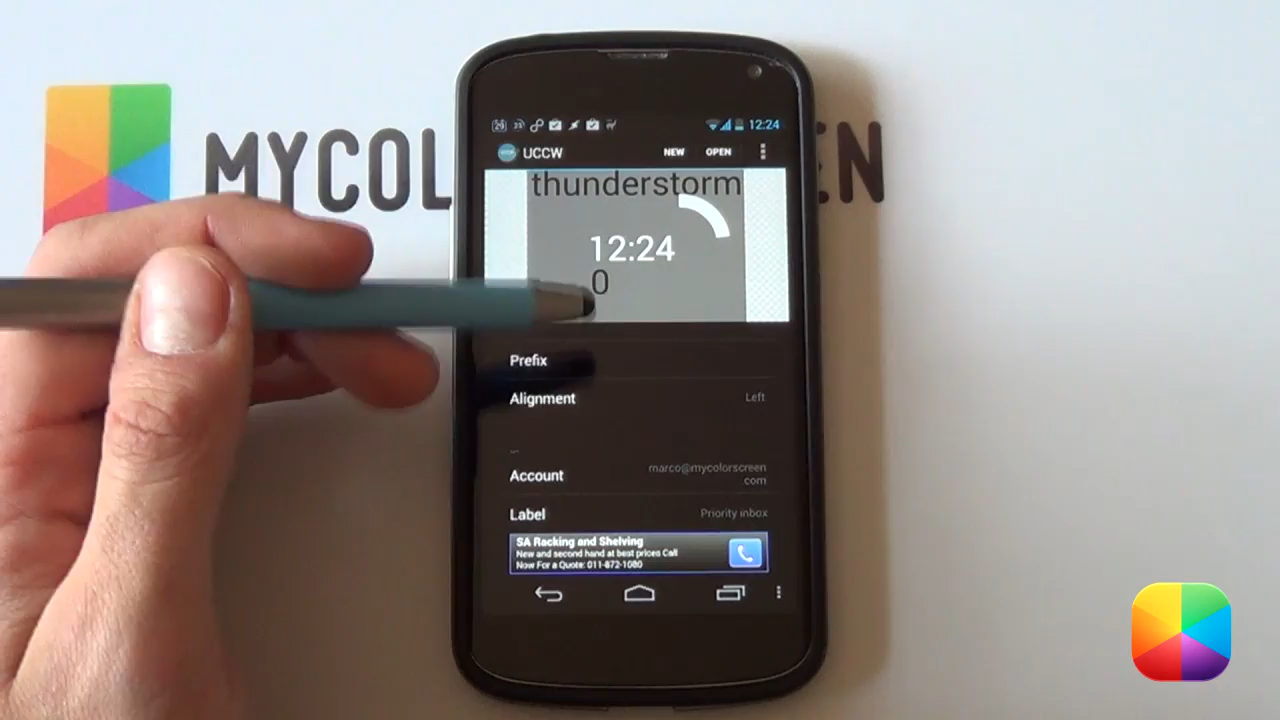 MYCOL EN
12:24
UCCW NEW OPEN
thunderstorm
12:24
0
Prefix
Alignment Left
Account marco@mycolorscreen
com
Label Priority inbox
SA Racking and Shelving
New and second hand at best prices Call
Now For a Quote: 011-872-1080